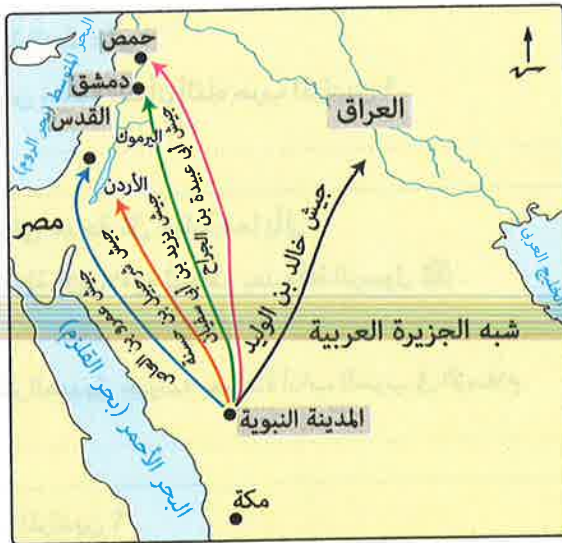 حمص
دمشق
القدس
البحر المتوسط (بحر الروم)
العراق
اليرموك
الأردن
مصر
جيش أبي عبيدة بن الجراح
جيش يزيد بن أبي سفيان
جيش شرحبيل بن حسنة
جيش عمرو بن العاص
جيش خالد بن الوليد
الخليج العربي
شبه الجزيرة العربية
المدينة النبوية
البحر الأحمر (بحر القلزم)
مكة